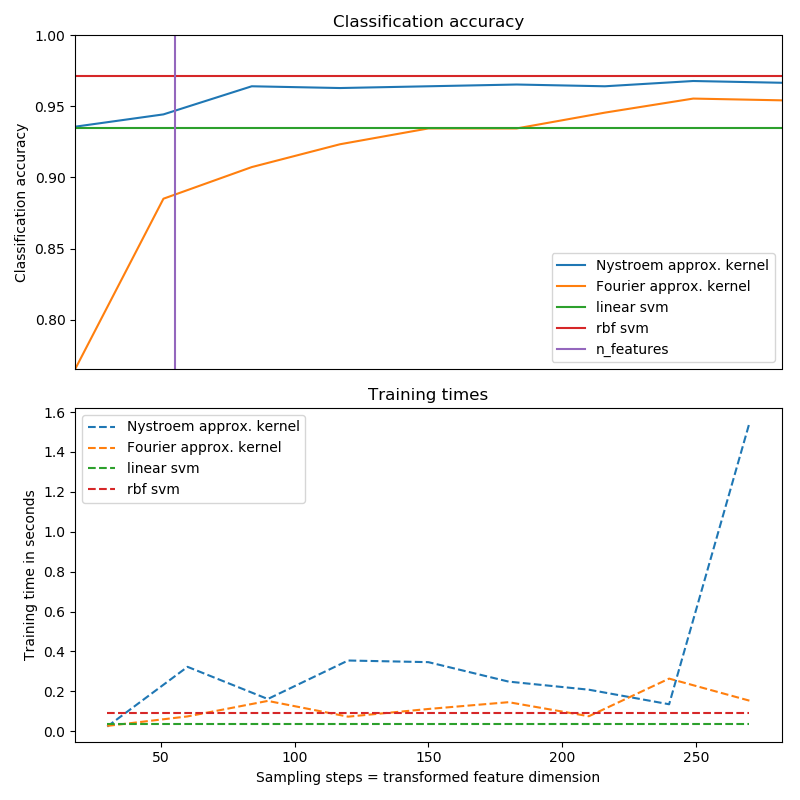 Classification accuracy
Classification accuracy
1.00
0.95
0.90
0.85
0.80
Nystroem approx. kernel
Fourier approx. kernel
linear svm
rbf svm
n_features
Training times
Training time in seconds
1.6
1.4
1.2
1.0
0.8
0.6
0.4
0.2
0.0
Nystroem approx. kernel
Fourier approx. kernel
linear svm
rbf svm
50 100 150 200 250
Sampling steps = transformed feature dimension